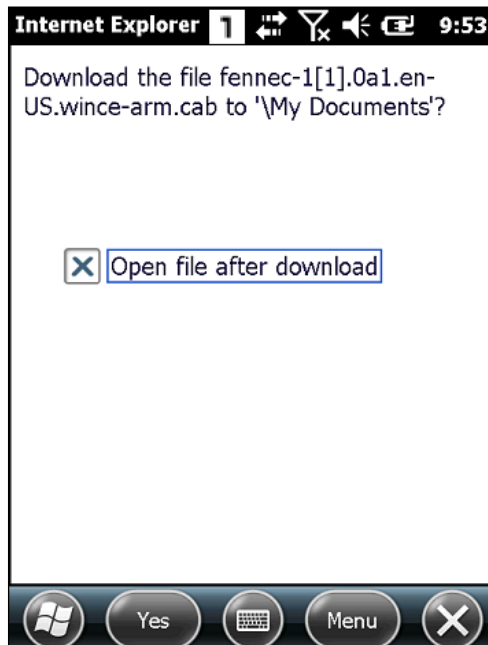 Internet Explorer 1 9:53
Download the file fennec-1[1].0a1.en-
US.wince-arm.cab to '\My Documents'?
Open file after download
Yes Menu